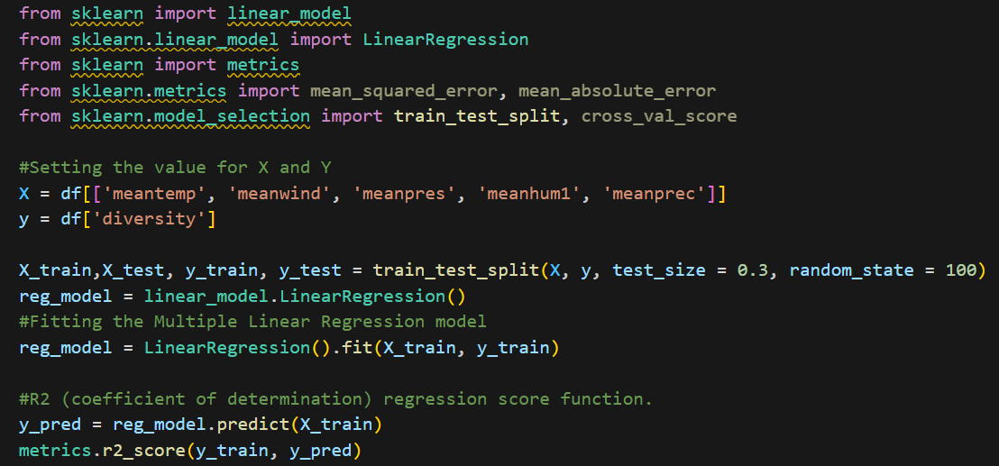 from sklearn import linear_model
from sklearn.linear_model import LinearRegression
from sklearn import metrics
from sklearn.metrics import mean_squared_error, mean_absolute_error
from sklearn.model_selection import train_test_split, cross_val_score

#Setting the value for X and Y
X = df[['meantemp', 'meanwind', 'meanpres', 'meanhum1', 'meanprec']]
y = df['diversity']

X_train,X_test, y_train, y_test = train_test_split(X, y, test_size = 0.3, random_state = 100)
reg_model = linear_model.LinearRegression()
#Fitting the Multiple Linear Regression model
reg_model = LinearRegression().fit(X_train, y_train)

#R2 (coefficient of determination) regression score function.
y_pred = reg_model.predict(X_train)
metrics.r2_score(y_train, y_pred)